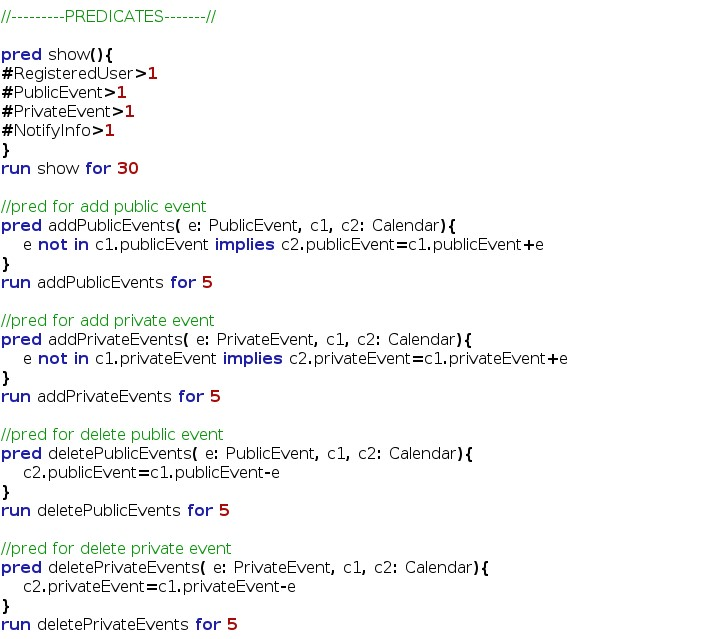 //---------PREDICATES-------//
pred show(){
#RegisteredUser>1
#PublicEvent>1
#PrivateEvent>1
#NotifyInfo>1
}
run show for 30
//pred for add public event
pred addPublicEvents( e: PublicEvent, c1, c2: Calendar){
e not in c1.publicEvent implies c2.publicEvent=c1.publicEvent+e
}
run addPublicEvents for 5
//pred for add private event
pred addPrivateEvents( e: PrivateEvent, c1, c2: Calendar){
e not in c1.privateEvent implies c2.privateEvent=c1.privateEvent+e
}
run addPrivateEvents for 5
//pred for delete public event
pred deletePublicEvents( e: PublicEvent, c1, c2: Calendar){
c2.publicEvent=c1.publicEvent-e
}
run deletePublicEvents for 5
//pred for delete private event
pred deletePrivateEvents( e: PrivateEvent, c1, c2: Calendar){
c2.privateEvent=c1.privateEvent-e
}
run deletePrivateEvents for 5